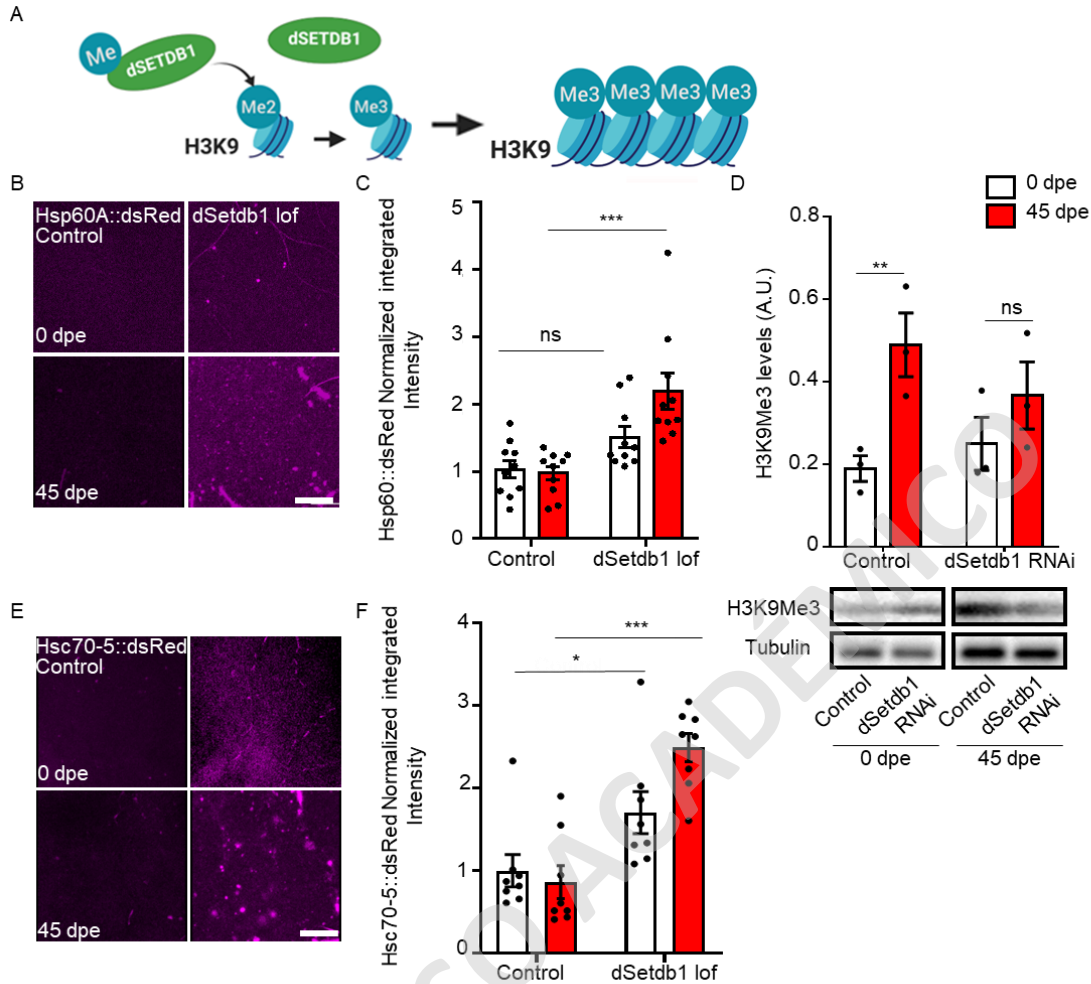 A
Me
dSETDB1
dSETDB1
Me2
Me3
H3K9
Me3
Me3
Me3
Me3
H3K9
B
Hsp60A::dsRed
Control
dSetdb1 lof
0 dpe
45 dpe
C
Hsp60::dsRed Normalized integrated
Intensity
5
4
3
2
1
0
ns
***
Control
dSetdb1 lof
D
0 dpe
45 dpe
H3K9Me3 levels (A.U.)
0.8
0.6
0.4
0.2
0
**
ns
Control
dSetdb1 RNAi
H3K9Me3
Tubulin
Control
dSetdb1
RNAi
Control
dSetdb1
RNAi
0 dpe
45 dpe
E
Hsc70-5::dsRed
Control
0 dpe
45 dpe
F
Hsc70-5::dsRed Normalized integrated
Intensity
4
3
2
1
0
*
***
Control
dSetdb1 lof
O ACADÉMICO